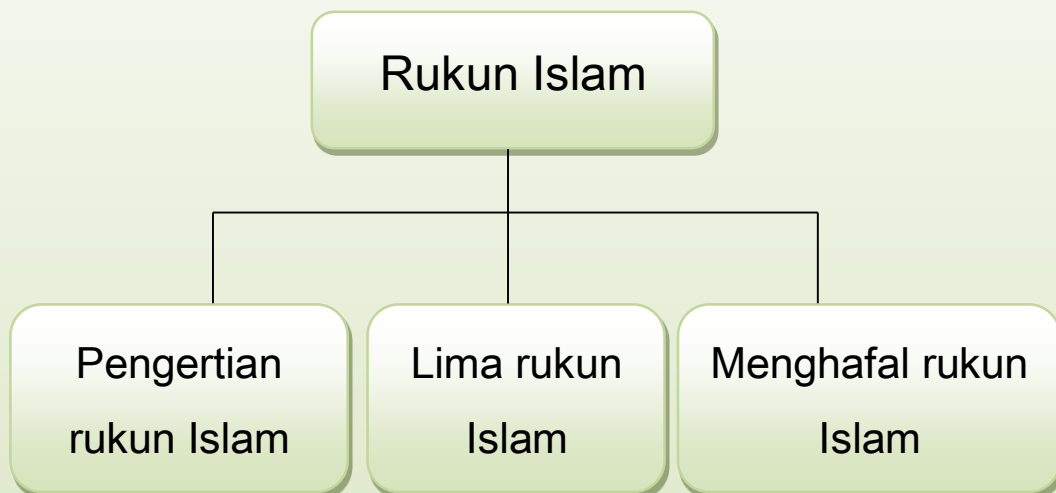 Rukun Islam
Pengertian
rukun Islam
Lima rukun
Islam
Menghafal rukun
Islam